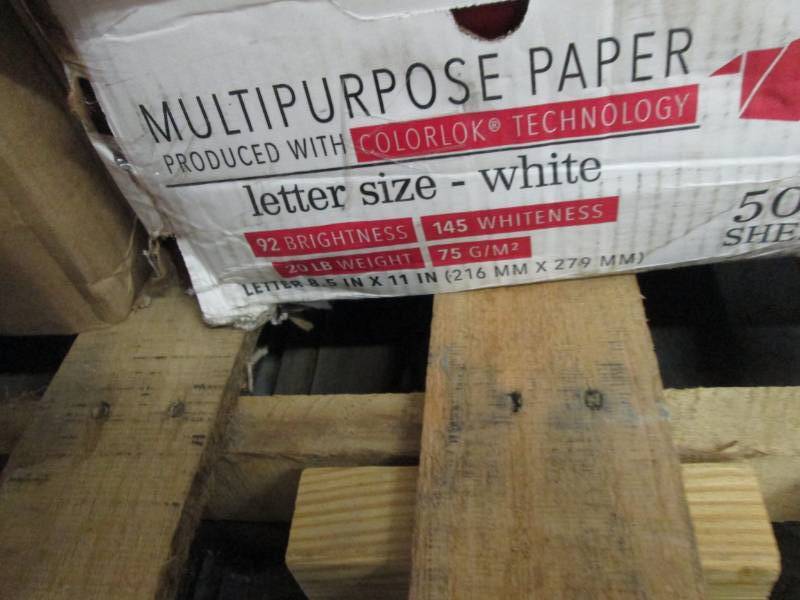 MULTIPURPOSE PAPER
PRODUCED WITH COLORLOK® TECHNOLOGY
letter size - white
92 BRIGHTNESS 145 WHITENESS
20 LB WEIGHT 75 G/M²
LETTER 8.5 IN X 11 IN (216 MM X 279 MM)